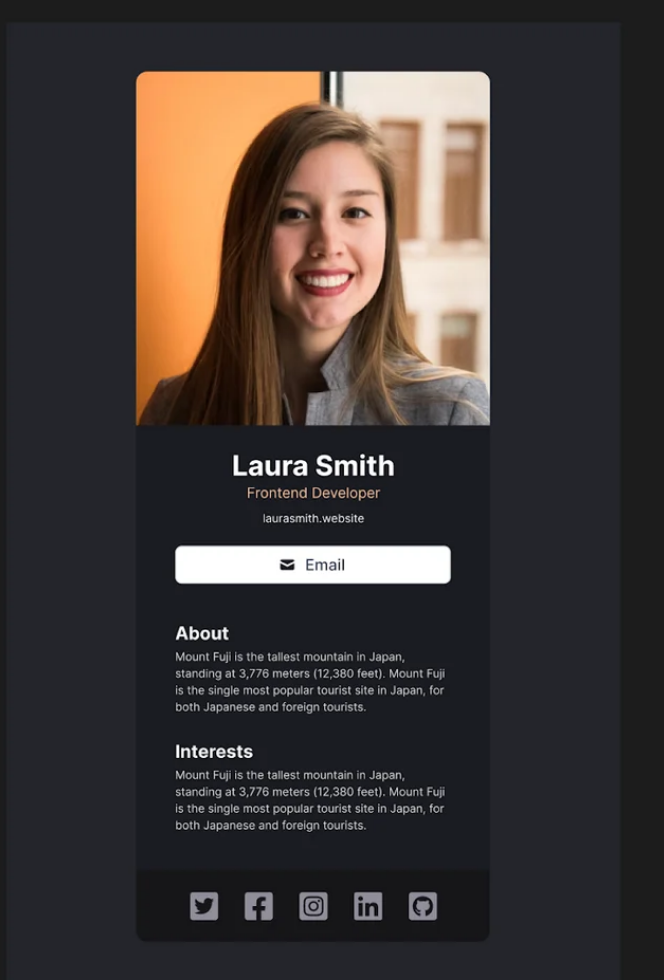 Laura Smith
Frontend Developer
laurasmith.website
Email
About
Mount Fuji is the tallest mountain in Japan,
standing at 3,776 meters (12,380 feet). Mount Fuji
is the single most popular tourist site in Japan, for
both Japanese and foreign tourists.
Interests
Mount Fuji is the tallest mountain in Japan,
standing at 3,776 meters (12,380 feet). Mount Fuji
is the single most popular tourist site in Japan, for
both Japanese and foreign tourists.
in